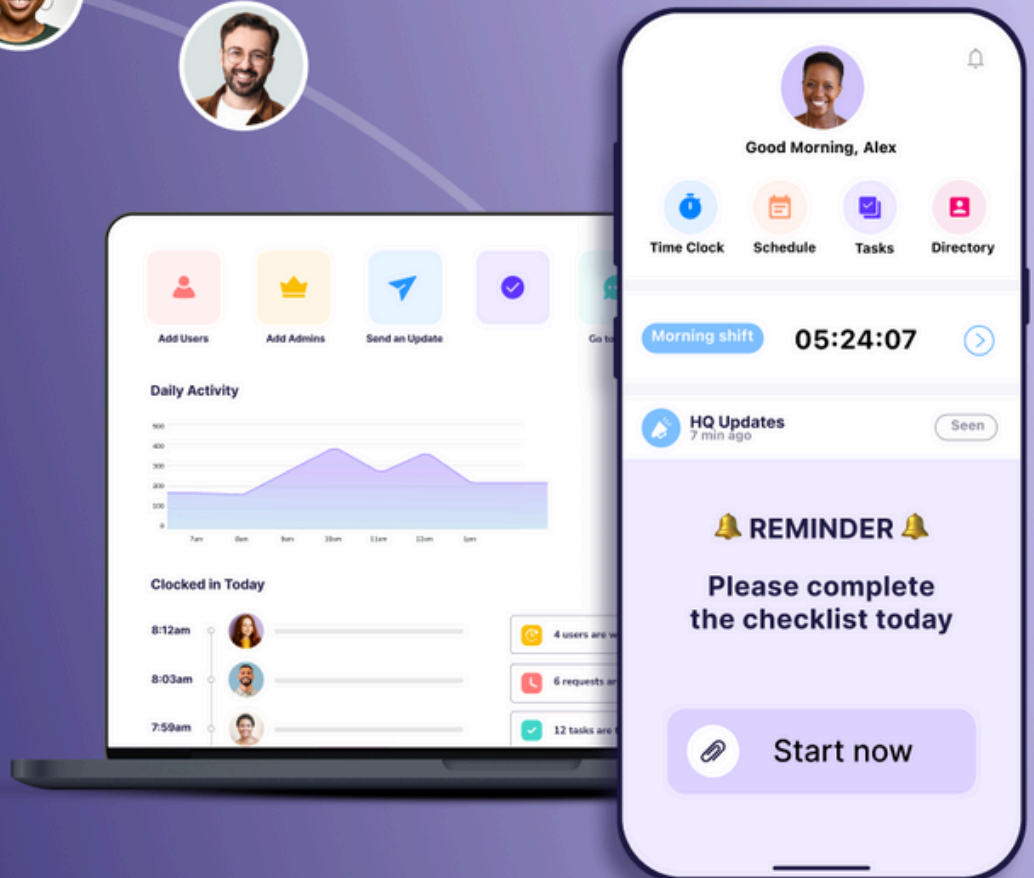 Add Users
Add Admins
Send an Update
Go to
Daily Activity
500
400
300
200
100
0
7am
8am
9am
10am
11am
12am
1pm
Clocked in Today
8:12am
8:03am
7:59am
4 users are
6 requests
12 tasks are
Good Morning, Alex
Time Clock
Schedule
Tasks
Directory
Morning shift
05:24:07
HQ Updates
7 min ago
Seen
🔔 REMINDER 🔔
Please complete
the checklist today
Start now